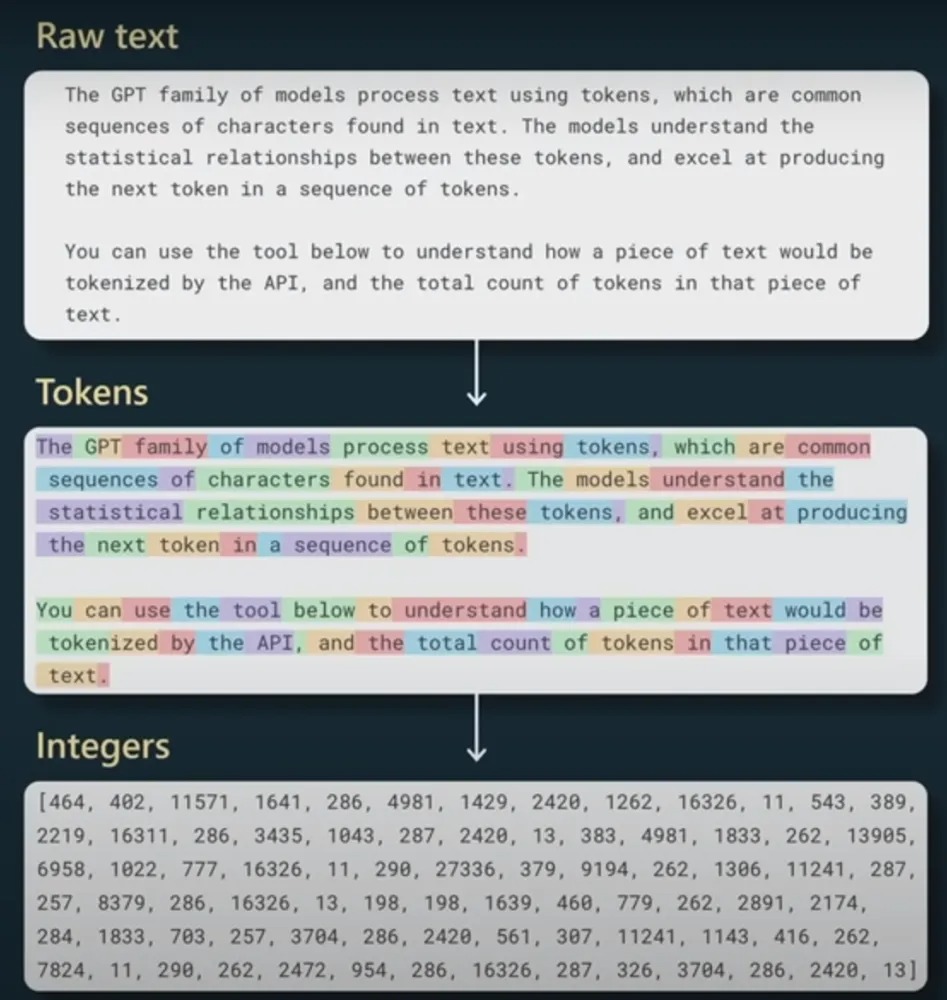 Raw text
The GPT family of models process text using tokens, which are common
sequences of characters found in text. The models understand the
statistical relationships between these tokens, and excel at producing
the next token in a sequence of tokens.
You can use the tool below to understand how a piece of text would be
tokenized by the API, and the total count of tokens in that piece of
text.
Tokens
The GPT family of models process text using tokens, which are common
sequences of characters found in text. The models understand the
statistical relationships between these tokens, and excel at producing
the next token in a sequence of tokens.
You can use the tool below to understand how a piece of text would be
tokenized by the API, and the total count of tokens in that piece of
text.
Integers
[464, 402, 11571, 1641, 286, 4981, 1429, 2420, 1262, 16326, 11, 543, 389,
2219, 16311, 286, 3435, 1043, 287, 2420, 13, 383, 4981, 1833, 262, 13905,
6958, 1022, 777, 16326, 11, 290, 27336, 379, 9194, 262, 1306, 11241, 287,
257, 8379, 286, 16326, 13, 198, 198, 1639, 460, 779, 262, 2891, 2174,
284, 1833, 703, 257, 3704, 286, 2420, 561, 307, 11241, 1143, 416, 262,
7824, 11, 290, 262, 2472, 954, 286, 16326, 287, 326, 3704, 286, 2420, 13]